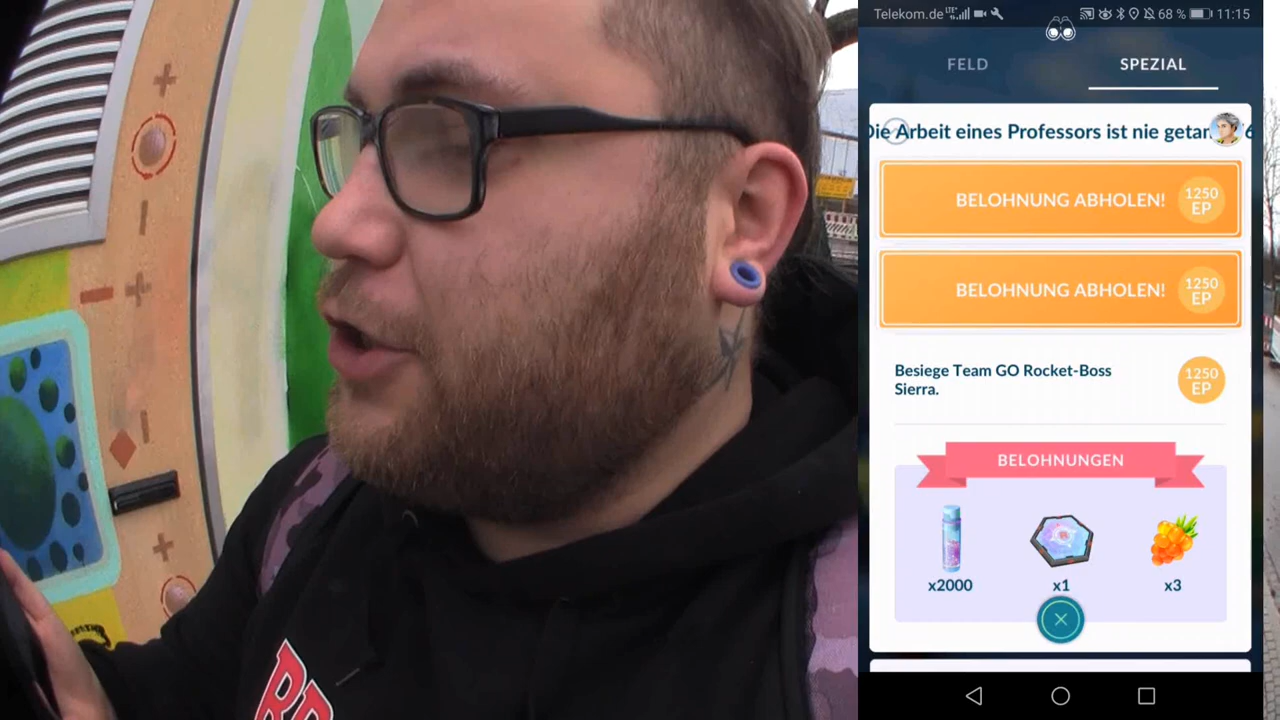 Telekom.de
68 %
11:15
FELD
SPEZIAL
Die Arbeit eines Professors ist nie getan
6
BELOHNUNG ABHOLEN!
1250
EP
BELOHNUNG ABHOLEN!
1250
EP
Besiege Team GO Rocket-Boss
Sierra.
1250
EP
BELOHNUNGEN
x2000
x1
x3